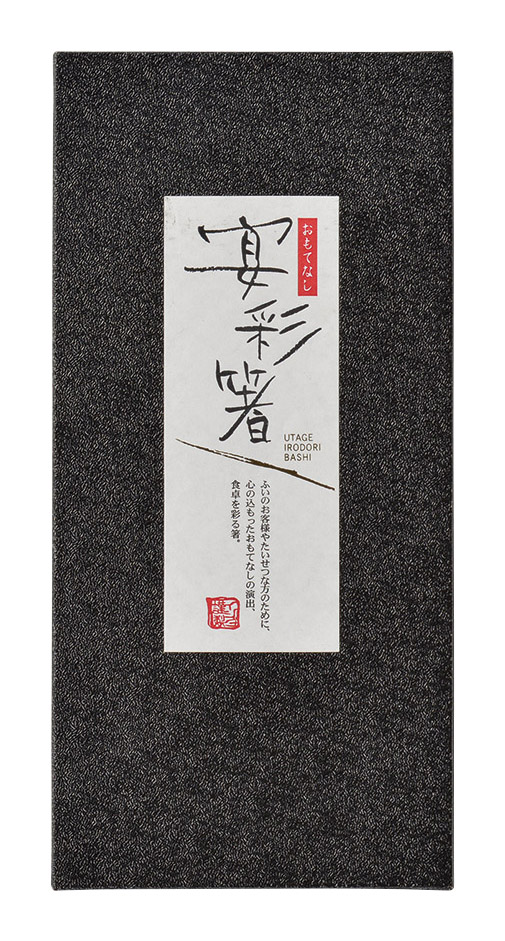 おもてなし
宴彩箸
UTAGE
IRODORI
BASHI
ふいのお客様やたいせつな方のために、
心の込もったおもてなしの演出、
食卓を彩る箸。